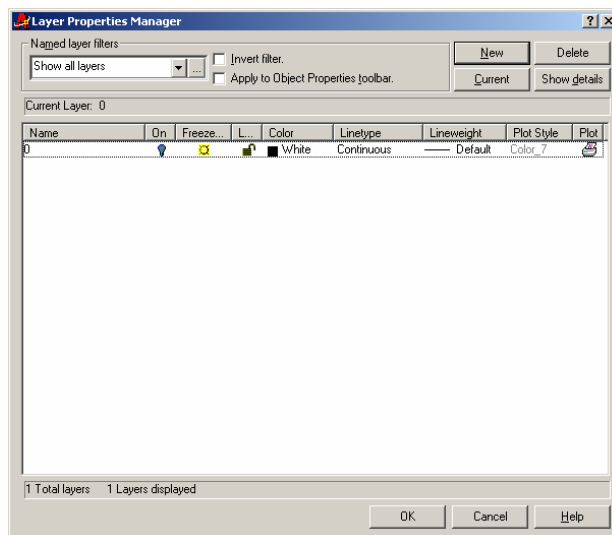 Layer Properties Manager
Named layer filters
Show all layers
...
Invert filter.
Apply to Object Properties toolbar.
New
Delete
Current
Show details
Current Layer: 0
Name On Freeze... L... Color Linetype Lineweight Plot Style Plot
0 White Continuous Default Color_7
1 Total layers 1 Layers displayed
OK Cancel Help